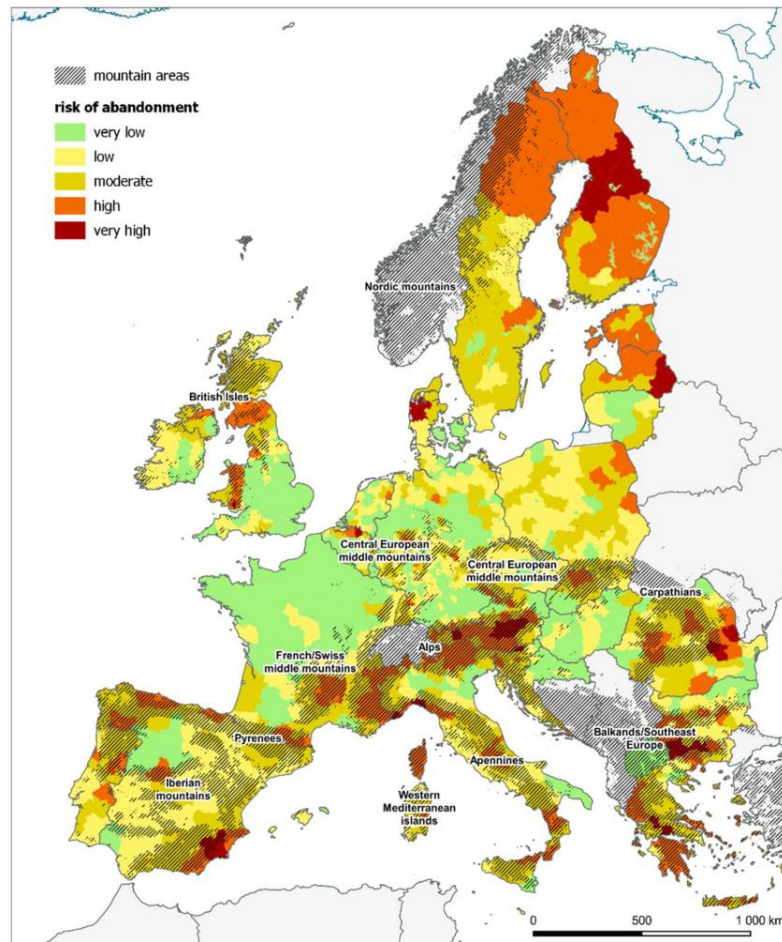 mountain areas
risk of abandonment
very low
low
moderate
high
very high
Nordic mountains
British Isles
Central European
middle mountains
Central European
middle mountains
Carpathians
French/Swiss
middle mountains
Alps
Pyrenees
Balkands/Southeast
Europe
Apennines
Iberian
mountains
Western
Mediterranean
islands
0 500 1 000 km